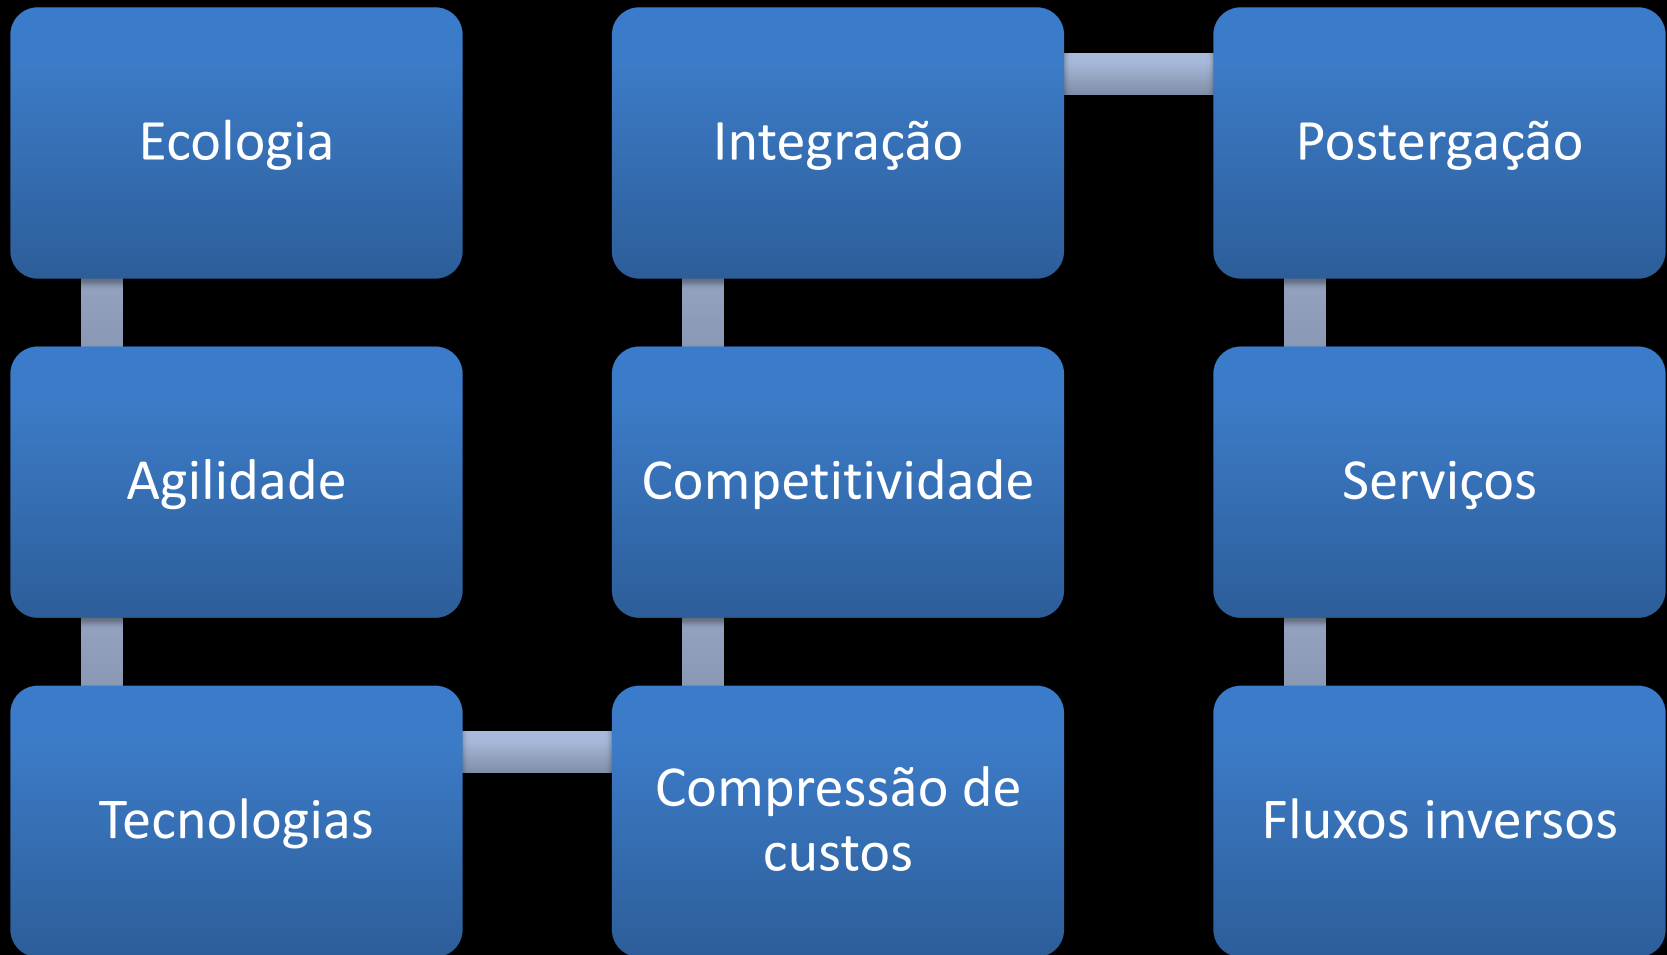 Ecologia
Agilidade
Tecnologias
Compressão de
custos
Competitividade
Integração
Postergação
Serviços
Fluxos inversos